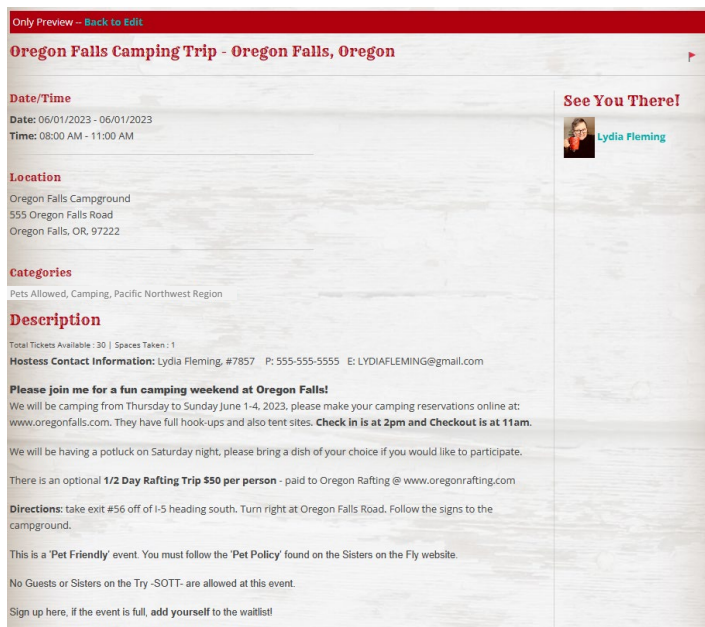 Only Preview -- Back to Edit
Oregon Falls Camping Trip - Oregon Falls, Oregon
Date/Time
Date: 06/01/2023 - 06/01/2023
Time: 08:00 AM - 11:00 AM
See You There!
Lydia Fleming
Location
Oregon Falls Campground
555 Oregon Falls Road
Oregon Falls, OR, 97222
Categories
Pets Allowed, Camping, Pacific Northwest Region
Description
Total Tickets Available : 30 | Spaces Taken : 1
Hostess Contact Information: Lydia Fleming, #7857 P: 555-555-5555 E: LYDIAFLEMING@gmail.com
Please join me for a fun camping weekend at Oregon Falls!
We will be camping from Thursday to Sunday June 1-4, 2023, please make your camping reservations online at:
www.oregonfalls.com. They have full hook-ups and also tent sites. Check in is at 2pm and Checkout is at 11am.
We will be having a potluck on Saturday night, please bring a dish of your choice if you would like to participate.
There is an optional 1/2 Day Rafting Trip $50 per person - paid to Oregon Rafting @ www.oregonrafting.com
Directions: take exit #56 off of I-5 heading south. Turn right at Oregon Falls Road. Follow the signs to the
campground.
This is a 'Pet Friendly' event. You must follow the 'Pet Policy' found on the Sisters on the Fly website.
No Guests or Sisters on the Try -SOTT- are allowed at this event.
Sign up here, if the event is full, add yourself to the waitlist!